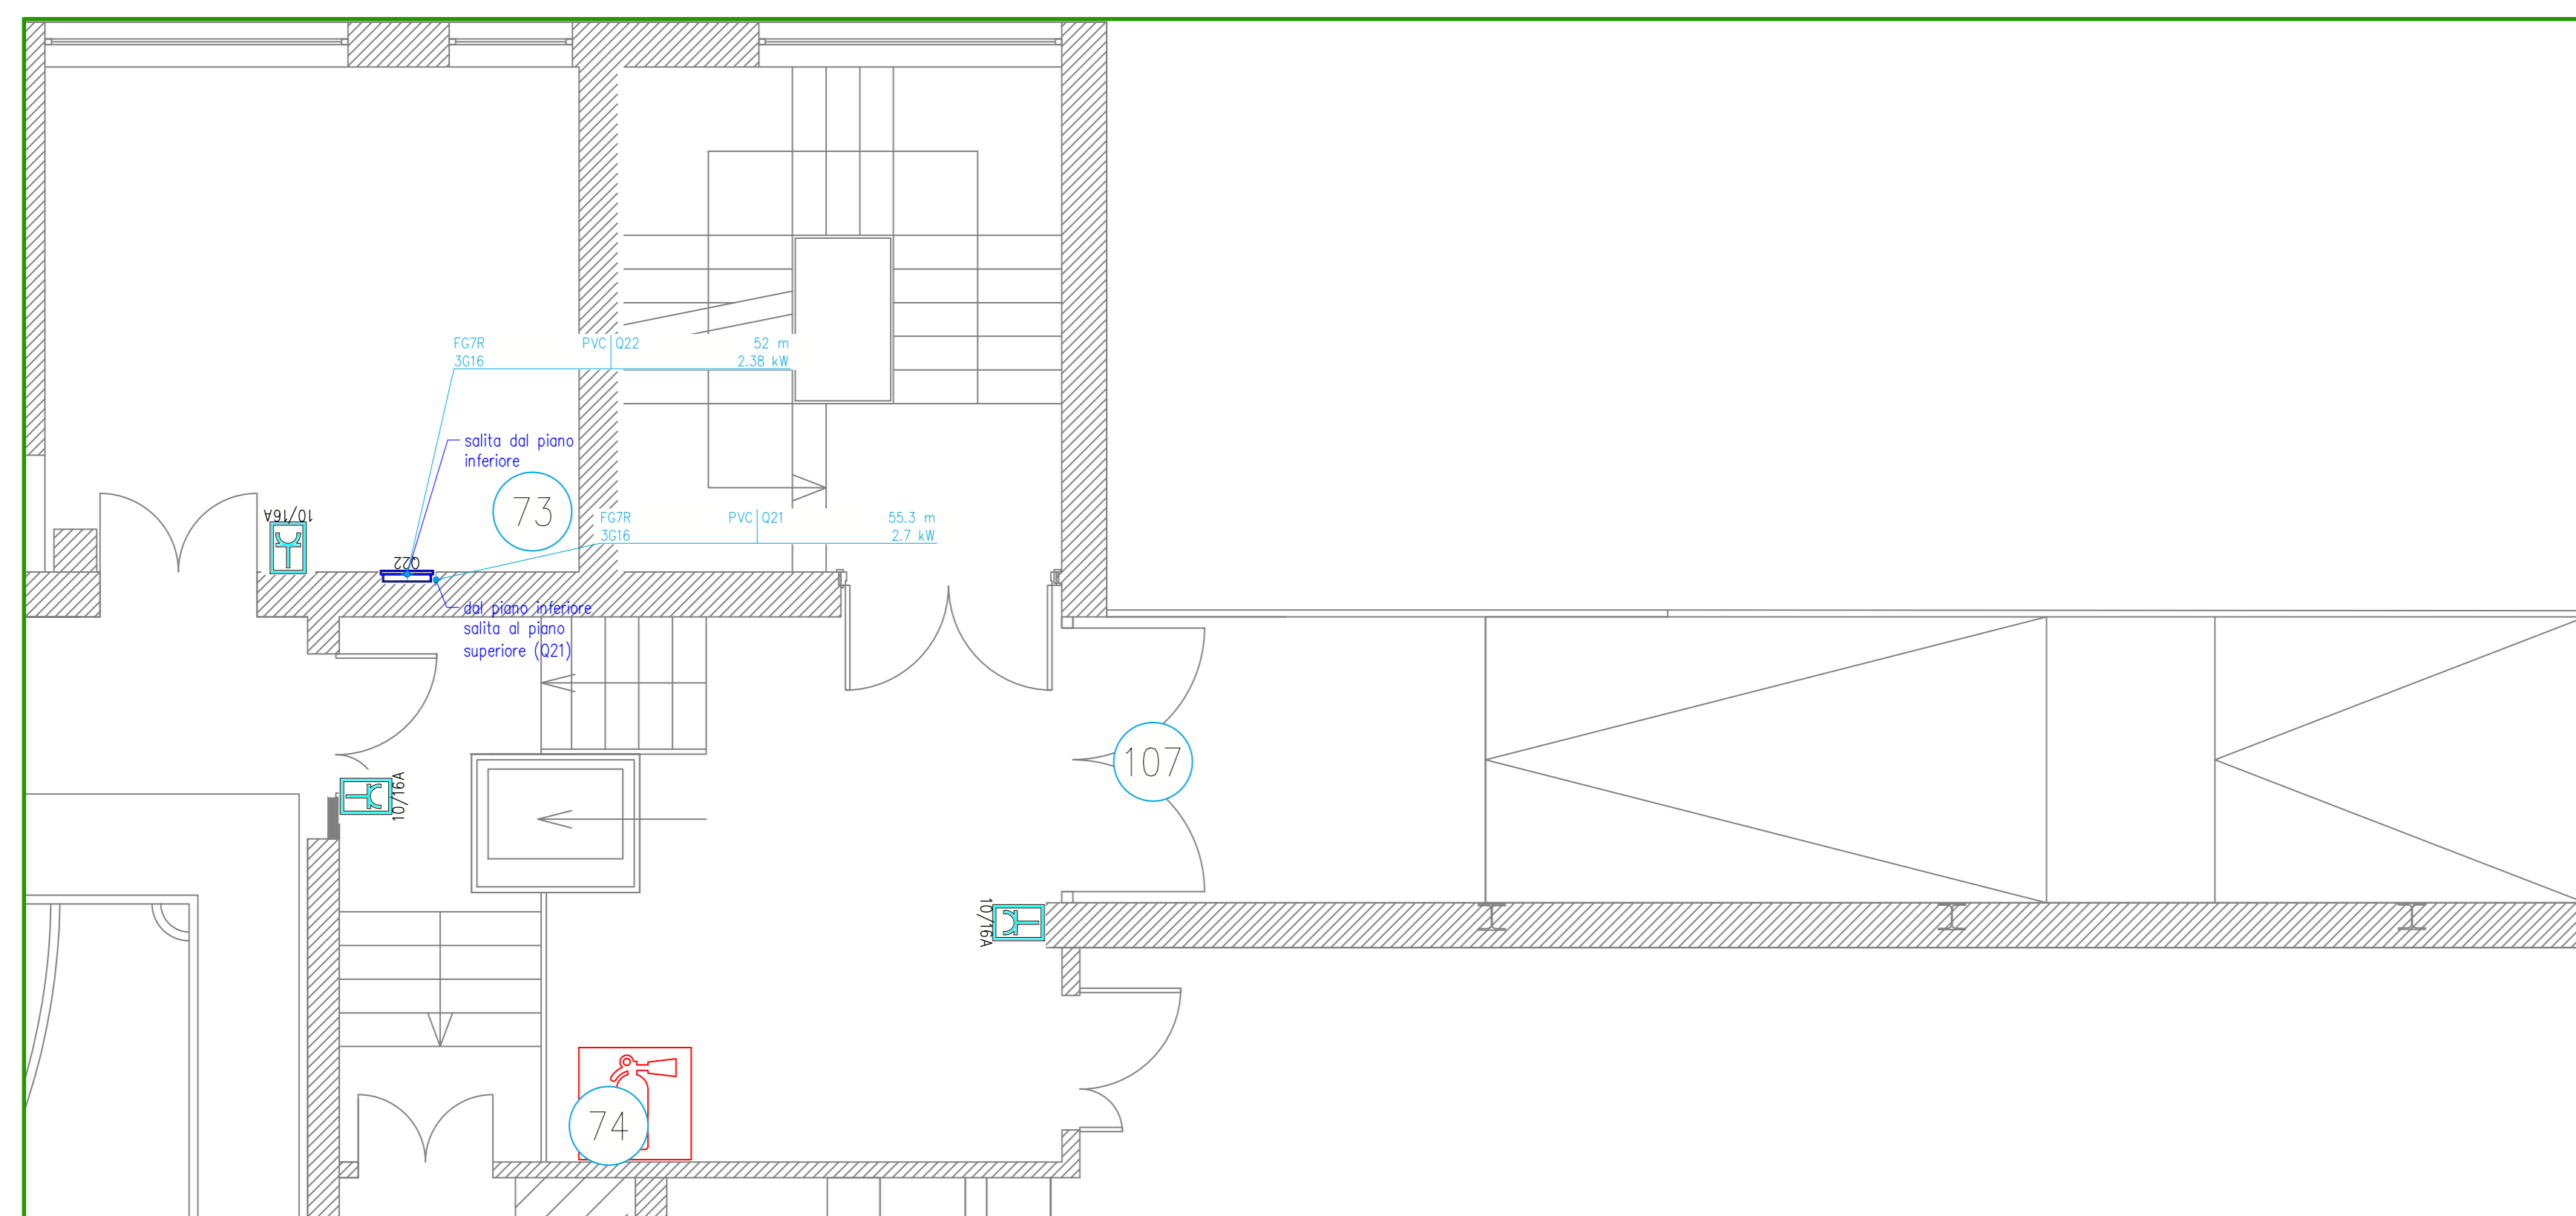 FG7R PVC Q22 52 m
3G16 2.38 kW
salita dal piano
inferiore
73
10/16A
FG7R PVC Q21 55.3 m
3G16 2.7 kW
Q22
dal piano inferiore
salita al piano
superiore (Q21)
107
10/16A
10/16A
74